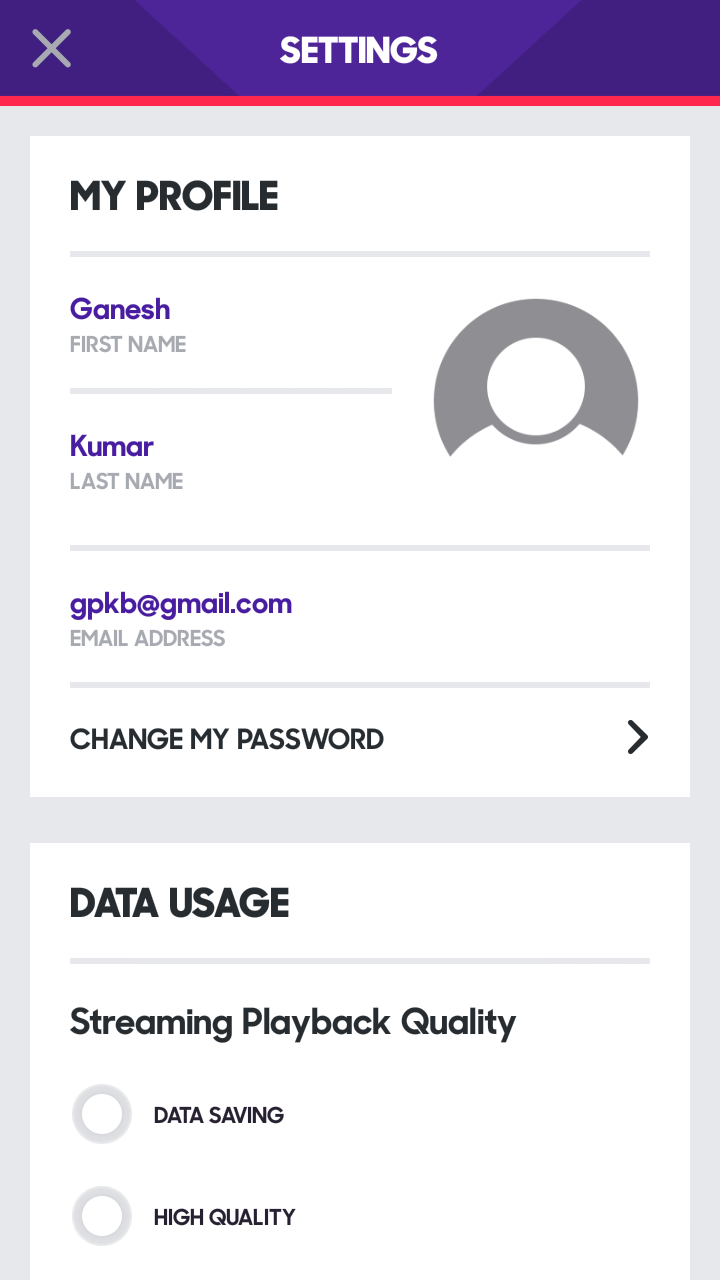 SETTINGS
MY PROFILE
Ganesh
FIRST NAME
Kumar
LAST NAME
gpkb@gmail.com
EMAIL ADDRESS
CHANGE MY PASSWORD
DATA USAGE
Streaming Playback Quality
DATA SAVING
HIGH QUALITY